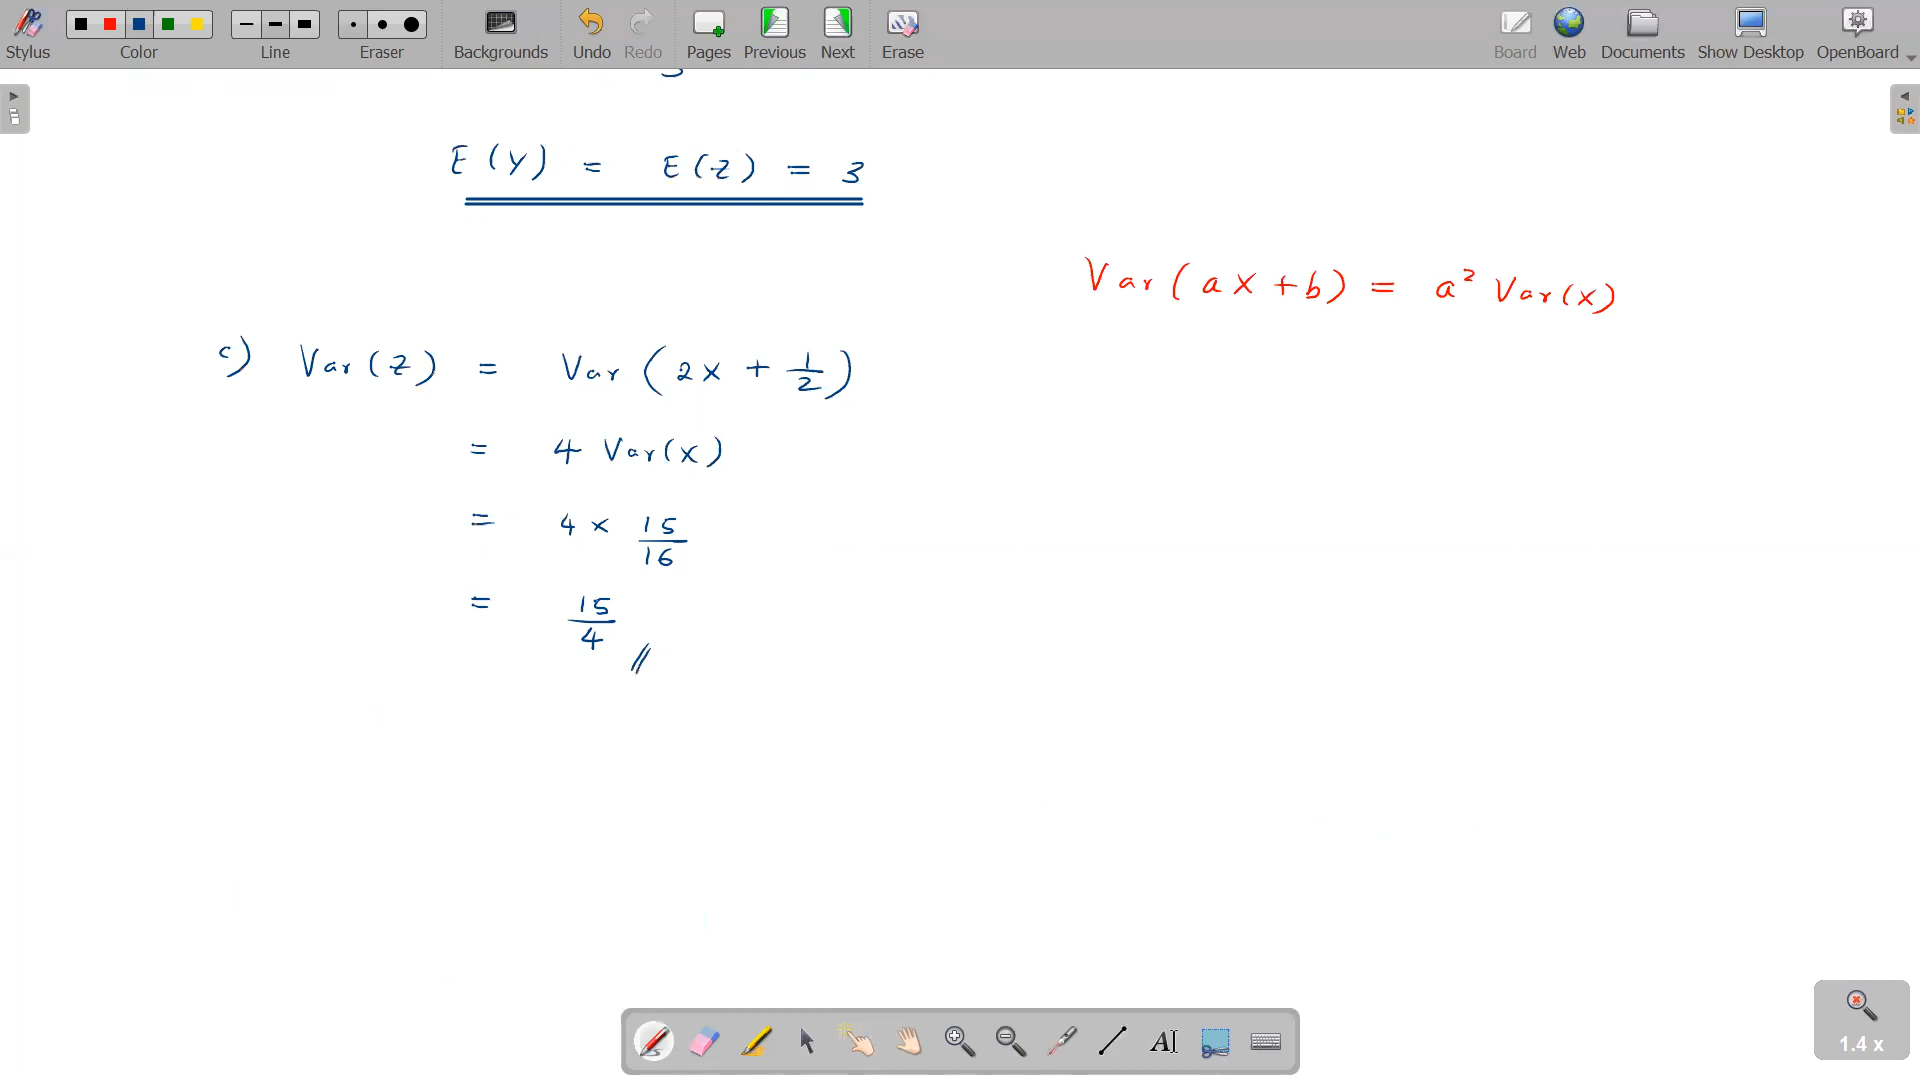 Stylus Color Line Eraser Backgrounds Undo Redo Pages Previous Next Erase Board Web Documents Show Desktop OpenBoard
E(Y) = E(Z) = 3
Var(aX+b) = a² Var(X)
c) Var(Z) = Var(2X + 1/2)
= 4 Var(X)
= 4 × 15/16
= 15/4 //
1.4 x